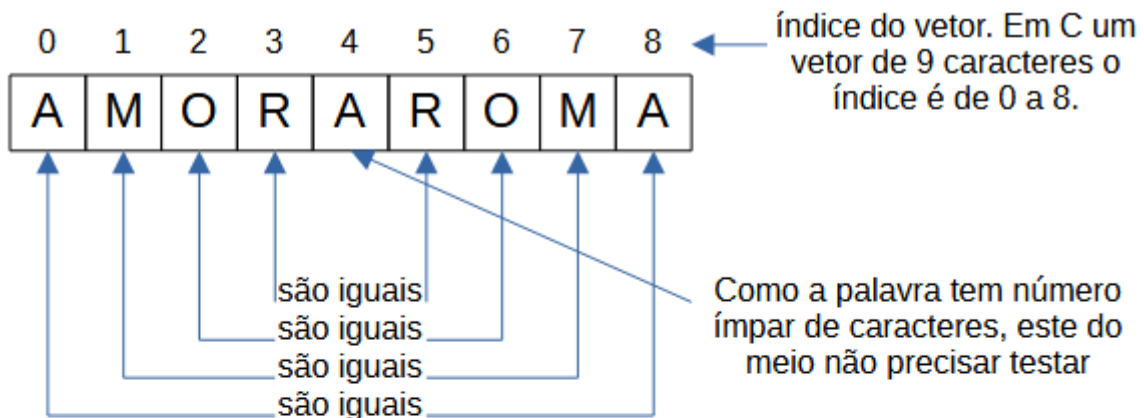 0 1 2 3 4 5 6 7 8
índice do vetor. Em C um
vetor de 9 caracteres o
índice é de 0 a 8.
A M O R A R O M A
são iguais
são iguais
são iguais
são iguais
Como a palavra tem número
ímpar de caracteres, este do
meio não precisar testar